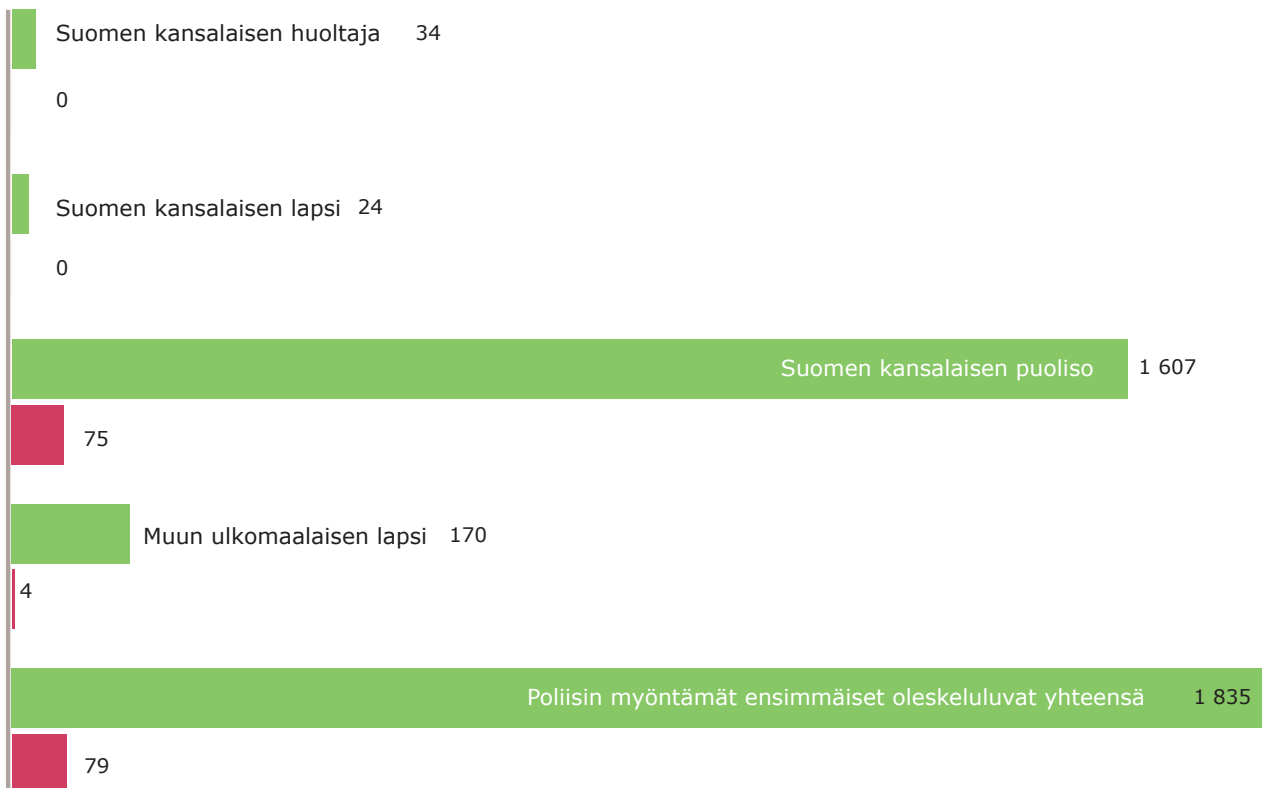 Suomen kansalaisen huoltaja 34
0
Suomen kansalaisen lapsi 24
0
Suomen kansalaisen puoliso 1 607
75
Muun ulkomaalaisen lapsi 170
4
Poliisin myöntämät ensimmäiset oleskeluluvat yhteensä 1 835
79